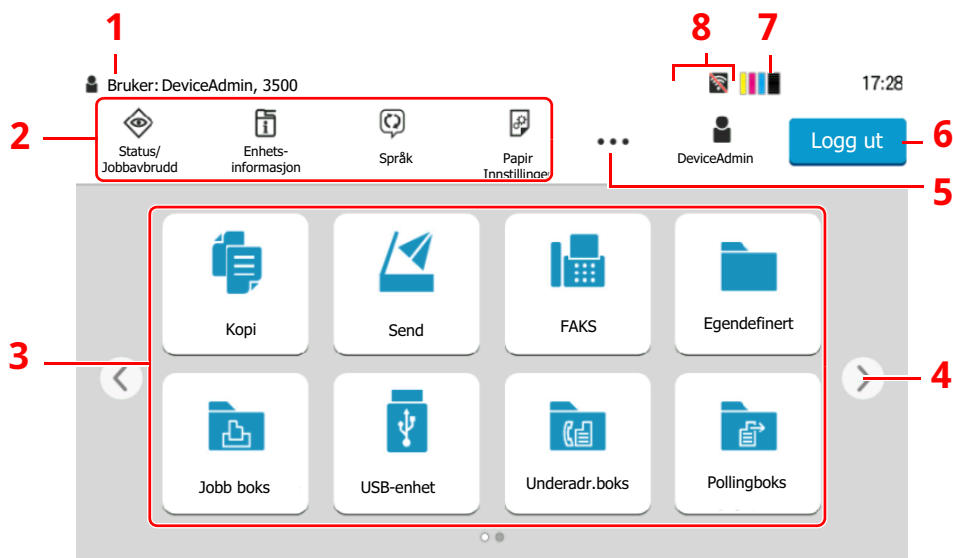 1
8
7
Bruker: DeviceAdmin, 3500
17:28
2
Status/
Jobbavbrudd
Enhets-
informasjon
Språk
Papir
Innstillinger
DeviceAdmin
Logg ut
6
5
Kopi
Send
FAKS
Egendefinert
3
4
Jobb boks
USB-enhet
Underadr.boks
Pollingboks